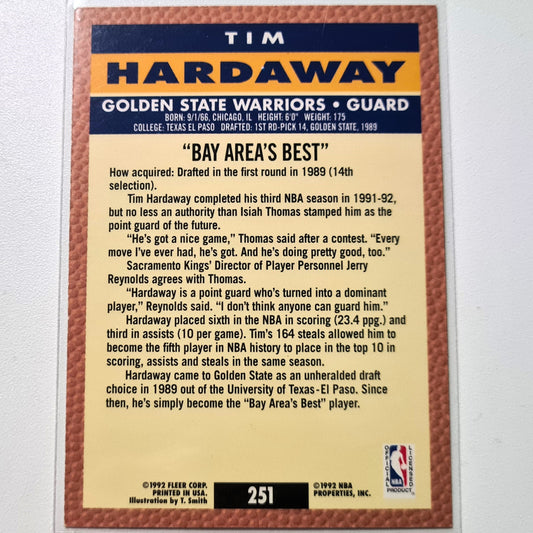 TIM
HARDAWAY
GOLDEN STATE WARRIORS • GUARD
BORN: 9/1/66, CHICAGO, IL HEIGHT: 6'0" WEIGHT: 175
COLLEGE: TEXAS EL PASO DRAFTED: 1ST RD-PICK 14, GOLDEN STATE, 1989
"BAY AREA'S BEST"
How acquired: Drafted in the first round in 1989 (14th
selection).
Tim Hardaway completed his third NBA season in 1991-92,
but no less an authority than Isiah Thomas stamped him as the
point guard of the future.
"He's got a nice game," Thomas said after a contest. "Every
move I've ever had, he's got. And he's doing pretty good, too."
Sacramento Kings' Director of Player Personnel Jerry
Reynolds agrees with Thomas.
"Hardaway is a point guard who's turned into a dominant
player," Reynolds said. "I don't think anyone can guard him."
Hardaway placed sixth in the NBA in scoring (23.4 ppg.) and
third in assists (10 per game). Tim's 164 steals allowed him to
become the fifth player in NBA history to place in the top 10 in
scoring, assists and steals in the same season.
Hardaway came to Golden State as an unheralded draft
choice in 1989 out of the University of Texas-El Paso. Since
then, he's simply become the "Bay Area's Best" player.
©1992 FLEER CORP.
PRINTED IN USA.
Illustration by T. Smith
251
©1992 NBA
PROPERTIES, INC.
OFFICIAL
LICENSED
NBA
PRODUCT